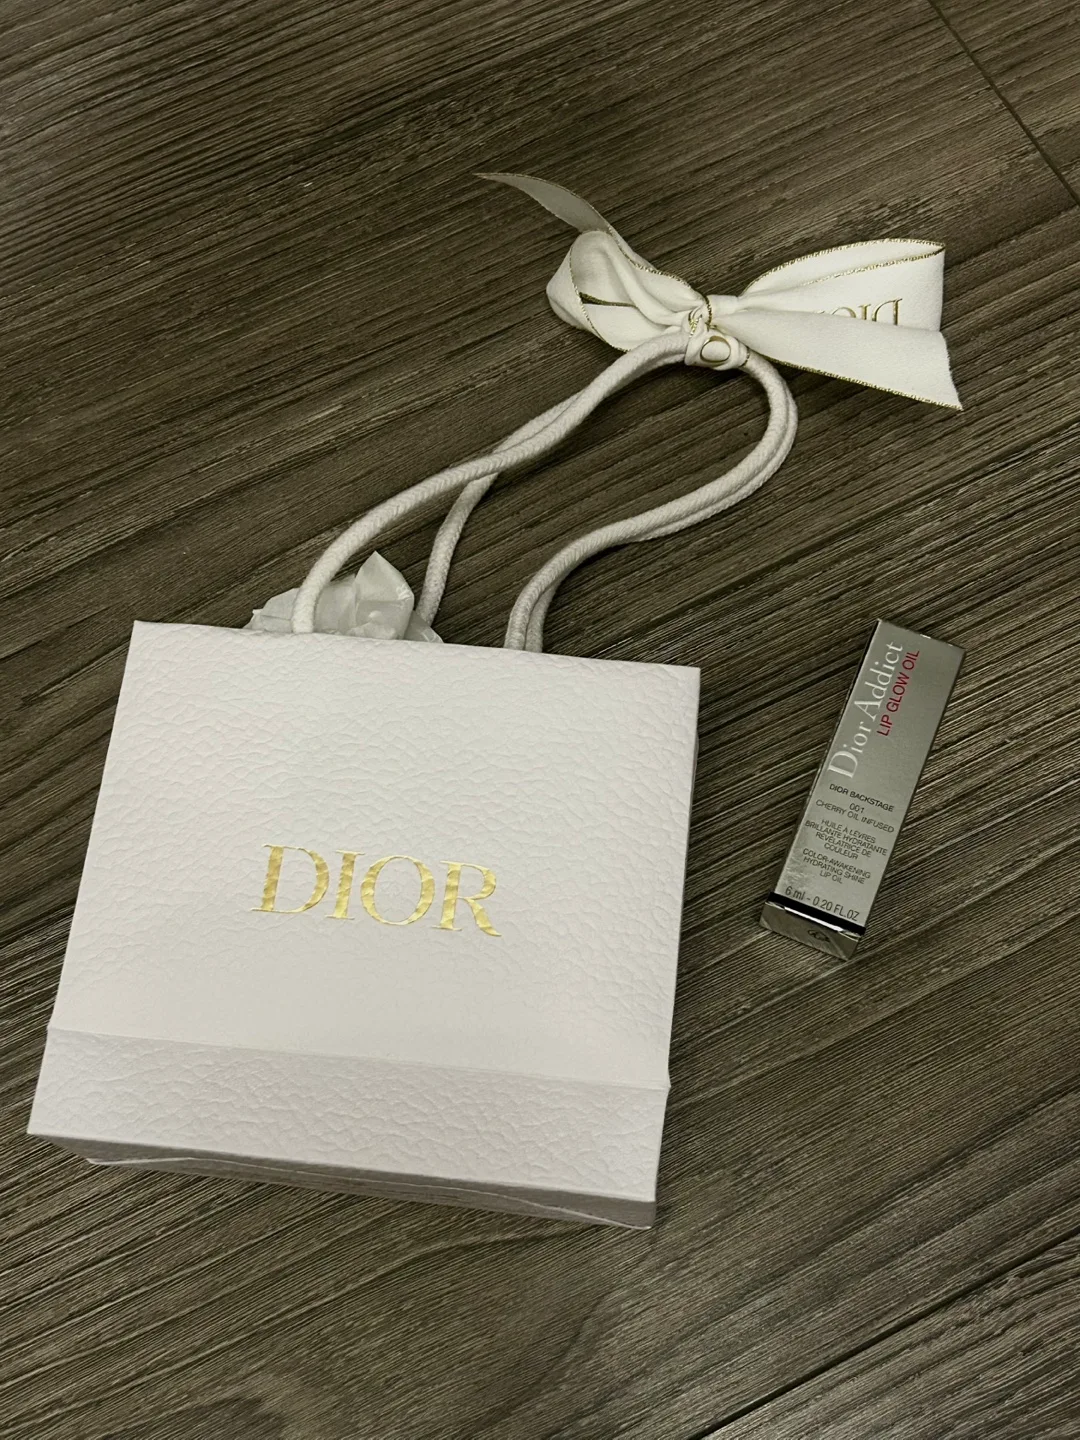 DIOR
DIOR
Dior Addict
LIP GLOW OIL
DIOR BACKSTAGE
001
CHERRY OIL INFUSED
HUILE À LÈVRES
BRILLANTE HYDRATANTE
RÉVÉLATRICE DE
COULEUR
COLOR-AWAKENING
HYDRATING SHINE
LIP OIL
6 ml - 0.20 FL.OZ